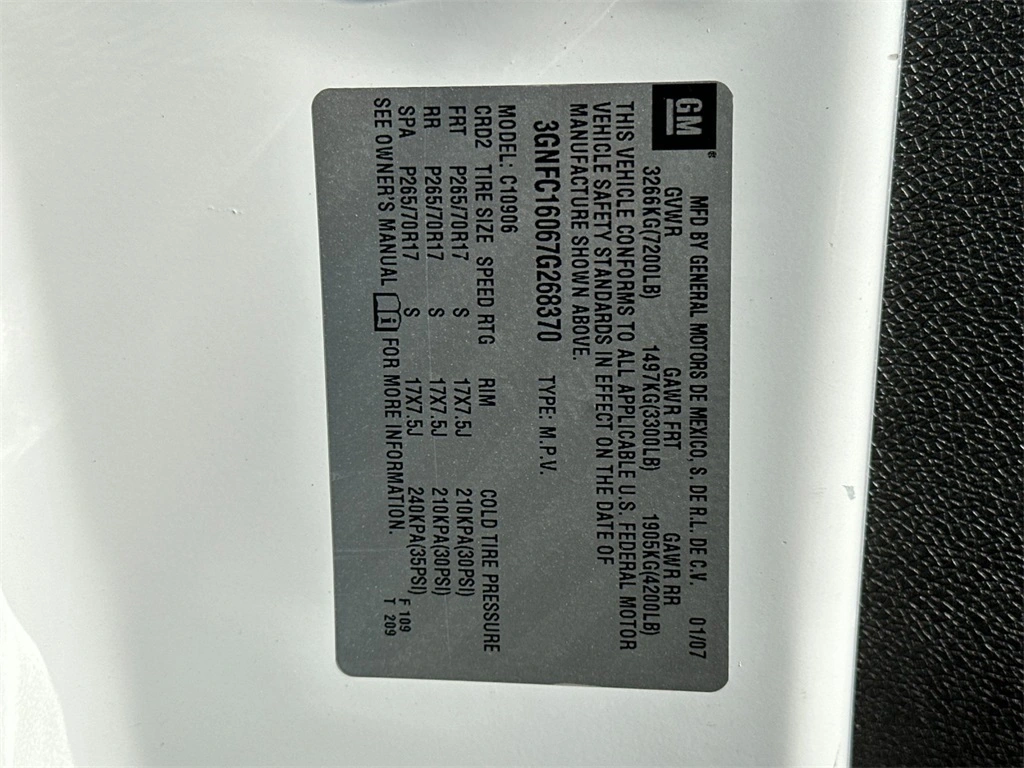 GM®
MFD BY GENERAL MOTORS DE MEXICO, S. DE R.L. DE C.V. 01/07
GVWR GAWR FRT GAWR RR
3266KG(7200LB) 1497KG(3300LB) 1905KG(4200LB)
THIS VEHICLE CONFORMS TO ALL APPLICABLE U.S. FEDERAL MOTOR
VEHICLE SAFETY STANDARDS IN EFFECT ON THE DATE OF
MANUFACTURE SHOWN ABOVE.
3GNFC16067G268370 TYPE: M.P.V.
MODEL: C10906
CRD2 TIRE SIZE SPEED RTG RIM COLD TIRE PRESSURE
FRT P265/70R17 S 17X7.5J 210KPA(30PSI)
RR P265/70R17 S 17X7.5J 210KPA(30PSI)
SPA P265/70R17 S 17X7.5J 240KPA(35PSI)
SEE OWNER'S MANUAL i FOR MORE INFORMATION.
F 109
T 209